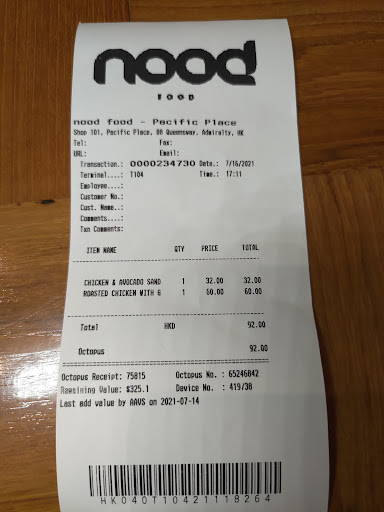 nood
FOOD
nood food - Pacific Place
Shop 101, Pacific Place, 88 Queensway, Admiralty, HK
Tel: Fax:
URL: Email:
Transaction.: 0000234730 Date.: 7/16/2021
Terminal....: T104 Time.: 17:11
Employee....:
Customer No.:
Cust. Name..:
Comments....:
Txn Comments:
ITEM NAME QTY PRICE TOTAL
CHICKEN & AVOCADO SAND 1 32.00 32.00
ROASTED CHICKEN WITH G 1 60.00 60.00
Total HKD 92.00
Octopus 92.00
Octopus Receipt: 75815 Octopus No. : 65246042
Remaining Value: $325.1 Device No. : 419/38
Last add value by AAVS on 2021-07-14
HK040T10421118264